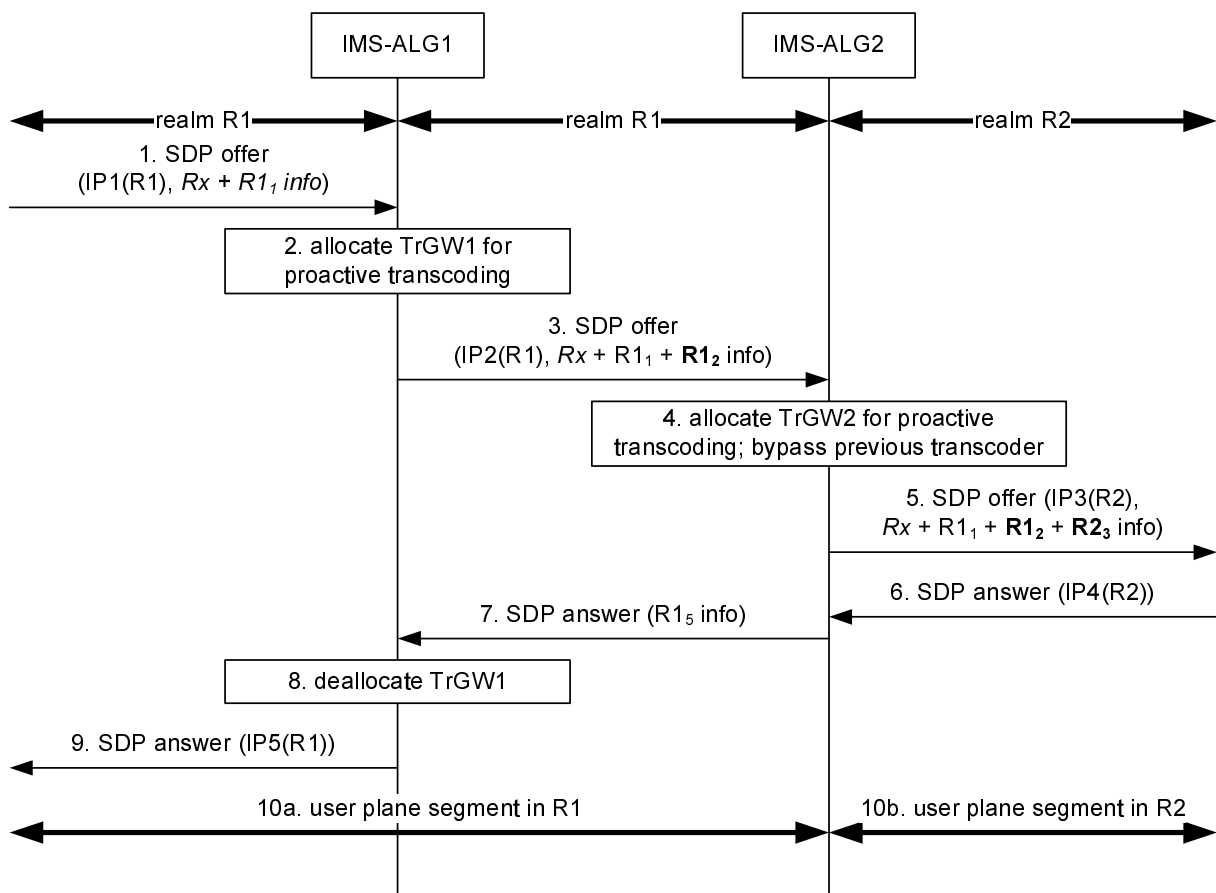 IMS-ALG1
IMS-ALG2
realm R1
realm R1
realm R2
1. SDP offer
(IP1(R1), Rx + R1₁ info)
2. allocate TrGW1 for
proactive transcoding
3. SDP offer
(IP2(R1), Rx + R1₁ + R1₂ info)
4. allocate TrGW2 for proactive
transcoding; bypass previous transcoder
5. SDP offer (IP3(R2),
Rx + R1₁ + R1₂ + R2₃ info)
6. SDP answer (IP4(R2))
7. SDP answer (R1₅ info)
8. deallocate TrGW1
9. SDP answer (IP5(R1))
10a. user plane segment in R1
10b. user plane segment in R2